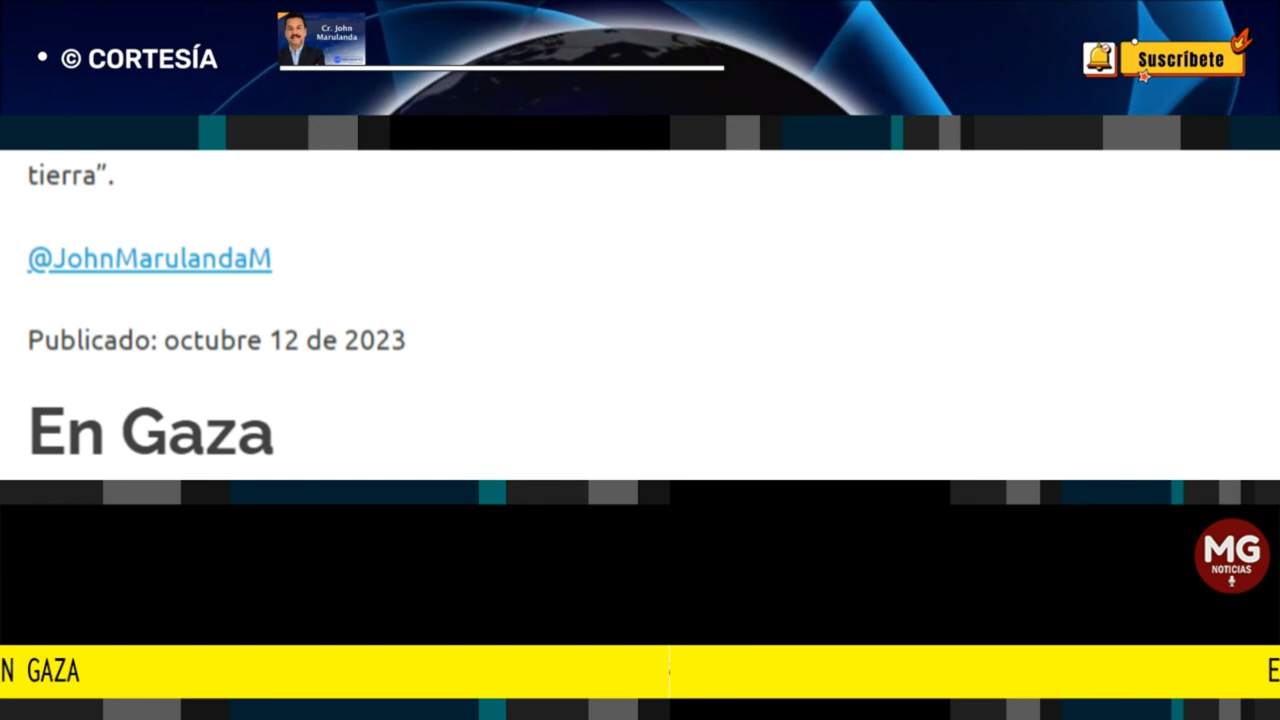 • © CORTESÍA
Cr. John
Marulanda
Suscríbete
tierra”.
@JohnMarulandaM
Publicado: octubre 12 de 2023
En Gaza
MG
NOTICIAS
N GAZA
E